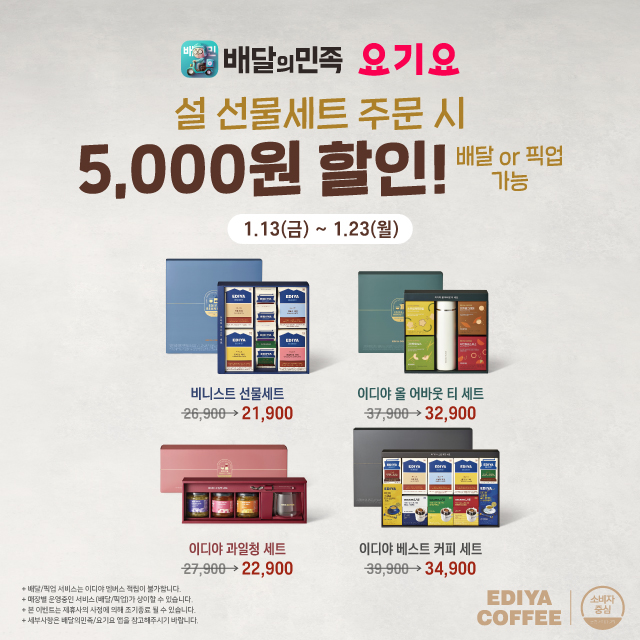 배달의민족 요기요
설 선물세트 주문 시
5,000원 할인!
배달 or 픽업
가능
1.13(금) ~ 1.23(월)
EDIYA
EDIYA
비니스트 선물세트
26,900 → 21,900
이디야 올 어바웃 티 세트
37,900 → 32,900
EDIYA
이디야 과일청 세트
27,900 → 22,900
이디야 베스트 커피 세트
39,900 → 34,900
+ 배달/픽업 서비스는 이디야 멤버스 적립이 불가합니다.
+ 매장별 운영중인 서비스 (배달/픽업)가 상이할 수 있습니다.
+ 본 이벤트는 제휴사의 사정에 의해 조기종료 될 수 있습니다.
+ 세부사항은 배달의민족/요기요 앱을 참고해주시기 바랍니다.
EDIYA
COFFEE
소비자
중심